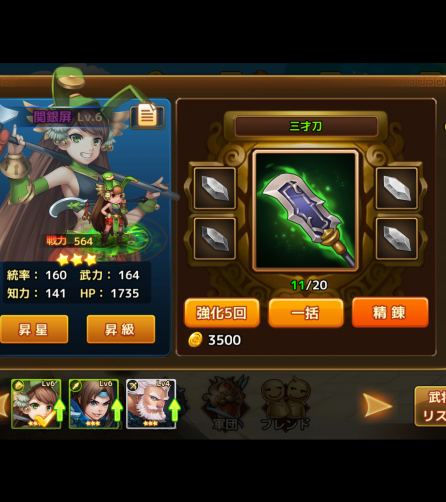 関銀屏 Lv.6
戦力 564
統率： 160 武力： 164
知力： 141 HP： 1735
昇星
昇級
三才刀
11/20
強化5回
一括
精錬
3500
Lv6
Lv6
Lv4
軍団
フレンド
武将
リス